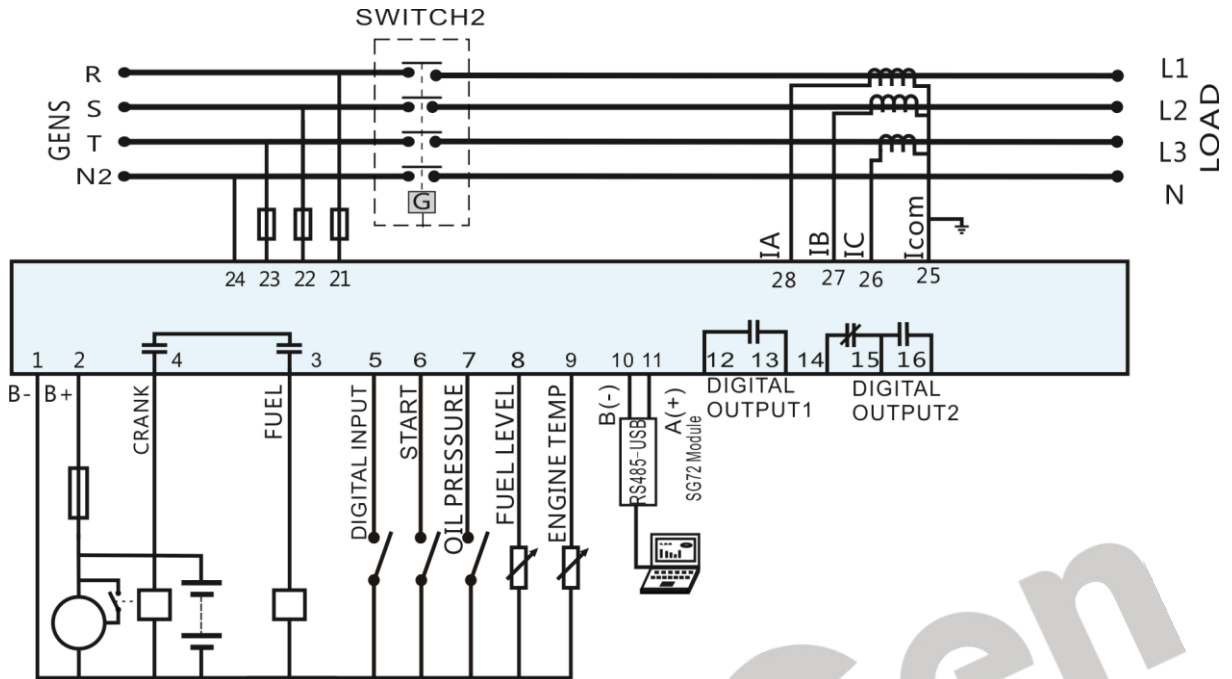 SWITCH2
GENS
R
S
T
N2
G
L1
L2
L3
N
LOAD
IA
IB
IC
Icom
24 23 22 21
28 27 26 25
1 2 4 3 5 6 7 8 9 10 11 12 13 14 15 16
B- B+
CRANK
FUEL
DIGITAL INPUT
START
OIL PRESSURE
FUEL LEVEL
ENGINE TEMP
B(-)
A(+)
RS485-USB
SG72 Module
DIGITAL
OUTPUT1
DIGITAL
OUTPUT2
Gen